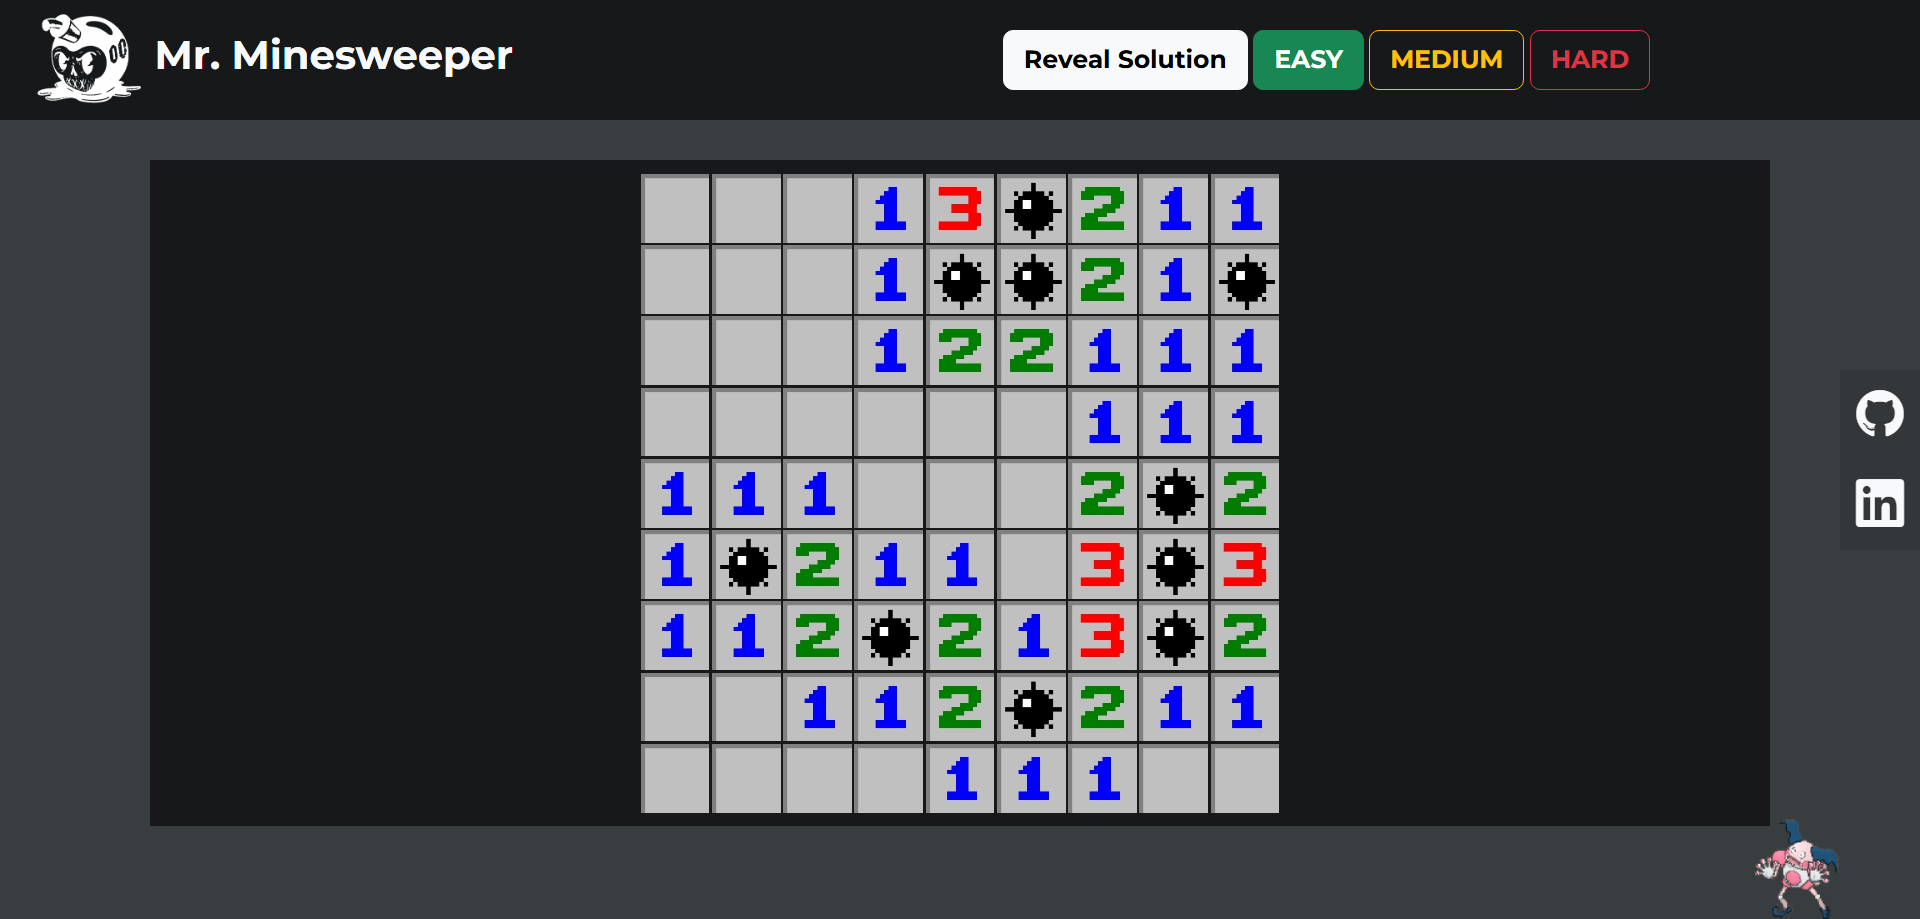 Mr. Minesweeper
Reveal Solution EASY MEDIUM HARD
1 3 2 1 1
1 2 1
1 2 2 1 1 1
1 1 1
1 1 1 2 2
1 2 1 1 3 3
1 1 2 2 1 3 2
1 1 2 2 1 1
1 1 1
in